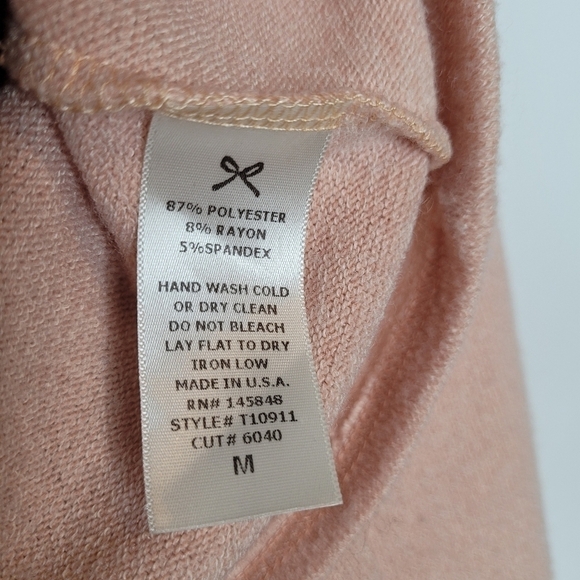 87% POLYESTER
8% RAYON
5%SPANDEX
HAND WASH COLD
OR DRY CLEAN
DO NOT BLEACH
LAY FLAT TO DRY
IRON LOW
MADE IN U.S.A.
RN# 145848
STYLE# T10911
CUT# 6040
M